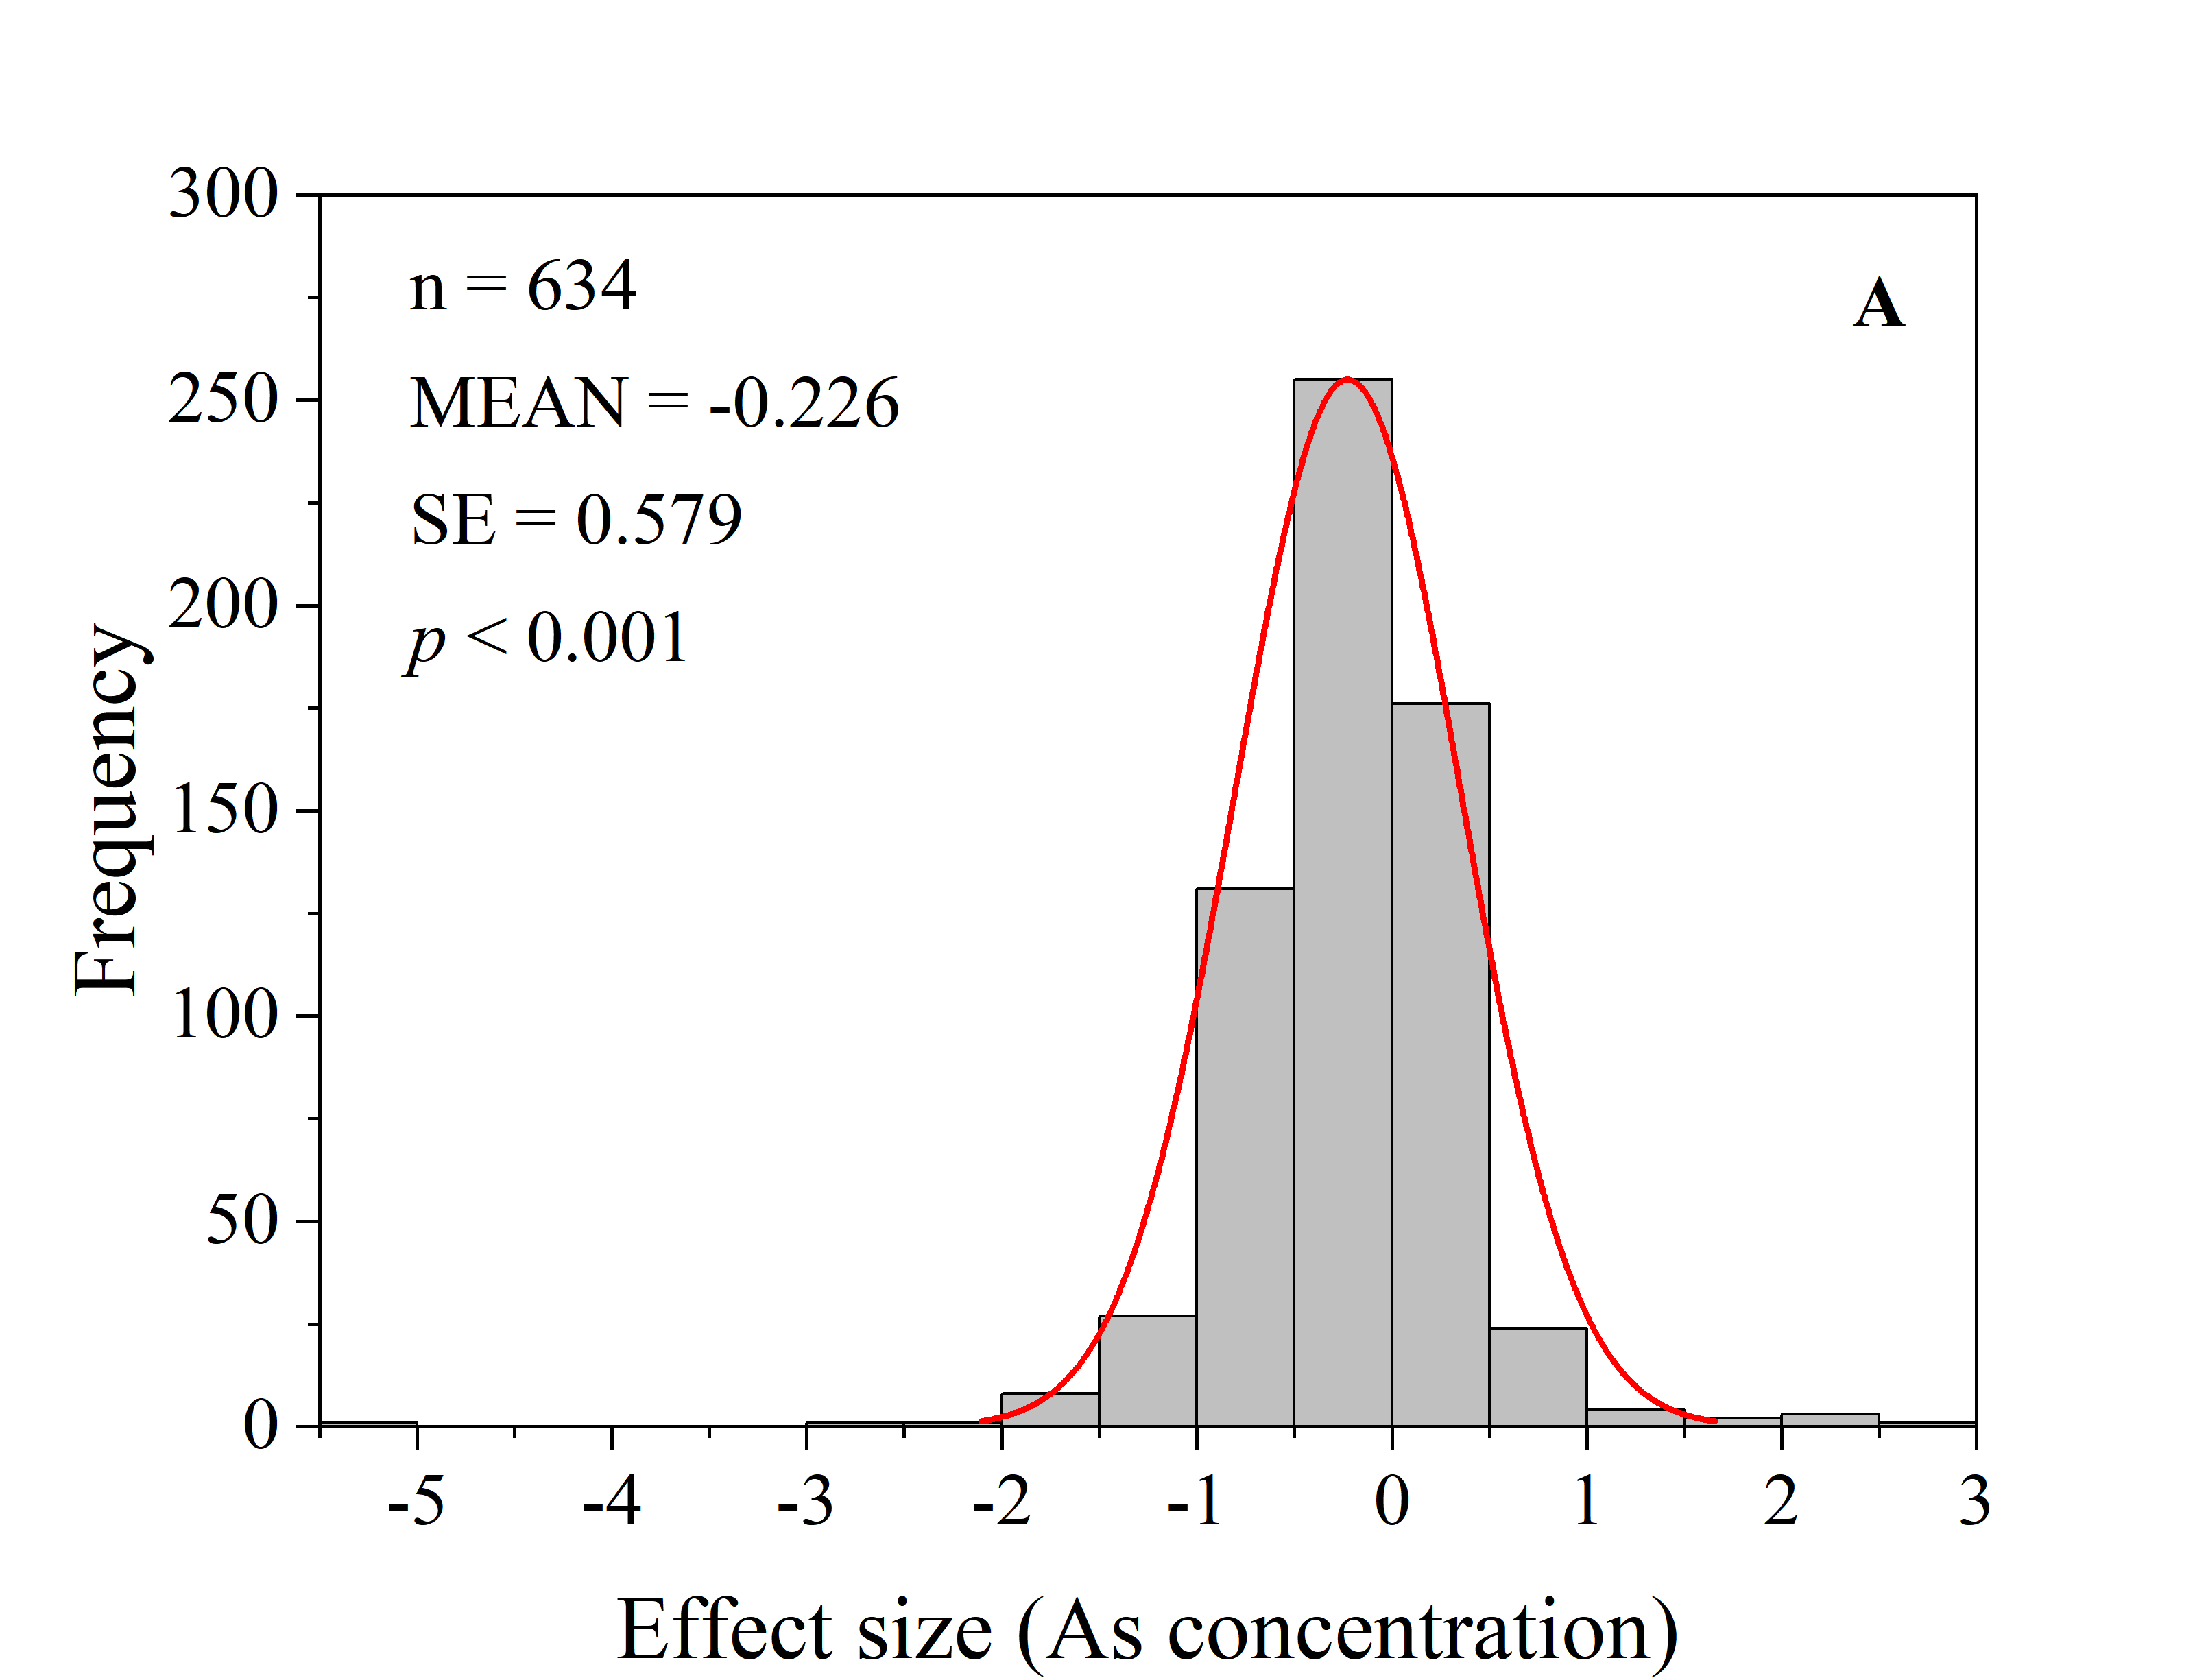 300
250
200
150
100
50
0
Frequency
n = 634
MEAN = -0.226
SE = 0.579
p < 0.001
A
-5 -4 -3 -2 -1 0 1 2 3
Effect size (As concentration)